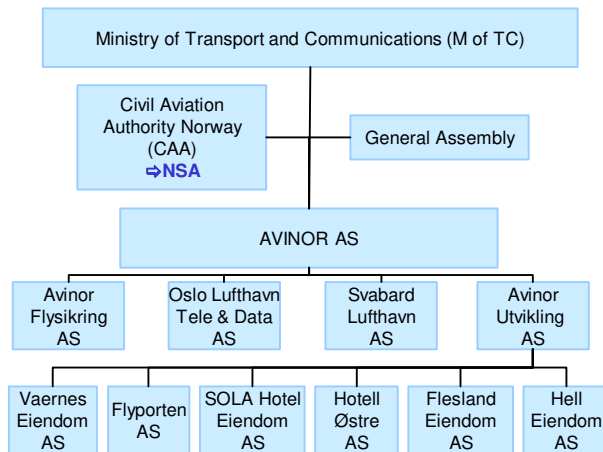 Ministry of Transport and Communications (M of TC)
Civil Aviation
Authority Norway
(CAA)
⇨NSA
General Assembly
AVINOR AS
Avinor
Flysikring
AS
Oslo Lufthavn
Tele & Data
AS
Svabard
Lufthavn
AS
Avinor
Utvikling
AS
Vaernes
Eiendom
AS
Flyporten
AS
SOLA Hotel
Eiendom
AS
Hotell
Østre
AS
Flesland
Eiendom
AS
Hell
Eiendom
AS